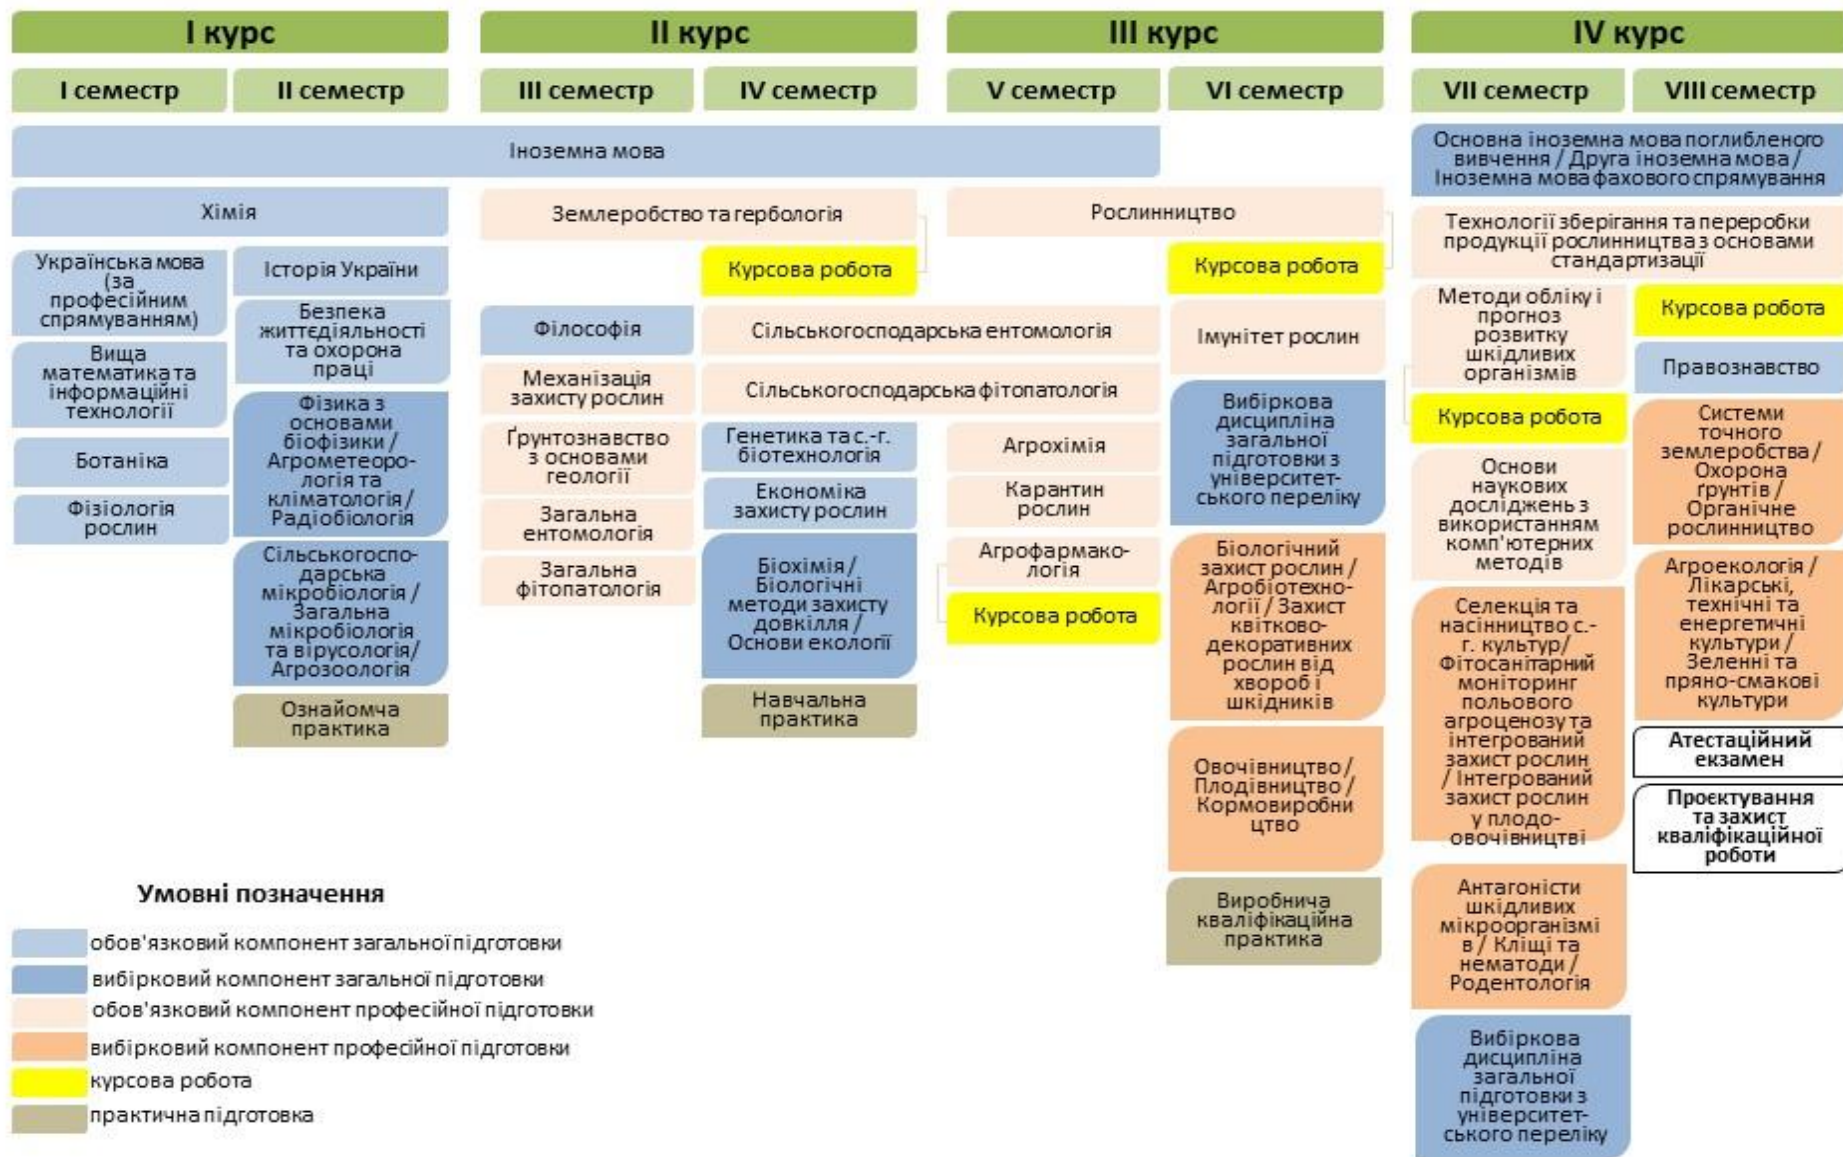 І курс
ІІ курс
ІІІ курс
IV курс
І семестр
ІІ семестр
ІІІ семестр
IV семестр
V семестр
VI семестр
VII семестр
VIII семестр
Іноземна мова
Основна іноземна мова поглибленого
вивчення / Друга іноземна мова /
Іноземна мова фахового спрямування
Хімія
Землеробство та гербологія
Рослинництво
Технології зберігання та переробки
продукції рослинництва з основами
стандартизації
Українська мова
(за
професійним
спрямуванням)
Вища
математика та
інформаційні
технології
Ботаніка
Фізіологія
рослин
Історія України
Безпека
життєдіяльності
та охорона
праці
Фізика з
основами
біофізики /
Агрометеоро-
логія та
кліматологія /
Радіобіологія
Сільськогоспо-
дарська
мікробіологія /
Загальна
мікробіологія
та вірусологія/
Агрозоологія
Ознайомча
практика
Філософія
Механізація
захисту рослин
Ґрунтознавство
з основами
геології
Загальна
ентомологія
Загальна
фітопатологія
Курсова робота
Сільськогосподарська ентомологія
Сільськогосподарська фітопатологія
Генетика та с.-г.
біотехнологія
Економіка
захисту рослин
Біохімія /
Біологічні
методи захисту
довкілля /
Основи екології
Навчальна
практика
Агрохімія
Карантин
рослин
Агрофармако-
логія
Курсова робота
Курсова робота
Імунітет рослин
Вибіркова
дисципліна
загальної
підготовки з
університет-
ського переліку
Біологічний
захист рослин /
Агробіотехно-
логії / Захист
квітково-
декоративних
рослин від
хвороб і
шкідників
Овочівництво /
Плодівництво /
Кормовиробни
цтво
Виробнича
кваліфікаційна
практика
Методи обліку і
прогноз
розвитку
шкідливих
організмів
Курсова робота
Основи
наукових
досліджень з
використанням
комп'ютерних
методів
Селекція та
насінництво с.-
г. культур/
Фітосанітарний
моніторинг
польового
агроценозу та
інтегрований
захист рослин
/ Інтегрований
захист рослин
у плодо-
овочівництві
Антагоністи
шкідливих
мікроорганізмі
в / Кліщі та
нематоди /
Родентологія
Вибіркова
дисципліна
загальної
підготовки з
університет-
ського переліку
Курсова робота
Правознавство
Системи
точного
землеробства /
Охорона
ґрунтів /
Органічне
рослинництво
Агроекологія /
Лікарські,
технічні та
енергетичні
культури /
Зеленні та
пряно-смакові
культури
Атестаційний
екзамен
Проєктування
та захист
кваліфікаційної
роботи
Умовні позначення
обов'язковий компонент загальної підготовки
вибірковий компонент загальної підготовки
обов'язковий компонент професійної підготовки
вибірковий компонент професійної підготовки
курсова робота
практична підготовка